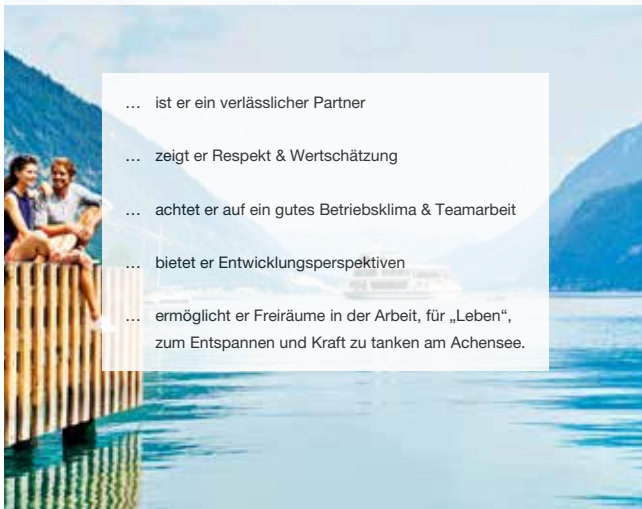 … ist er ein verlässlicher Partner
… zeigt er Respekt & Wertschätzung
… achtet er auf ein gutes Betriebsklima & Teamarbeit
… bietet er Entwicklungsperspektiven
… ermöglicht er Freiräume in der Arbeit, für „Leben“,
zum Entspannen und Kraft zu tanken am Achensee.